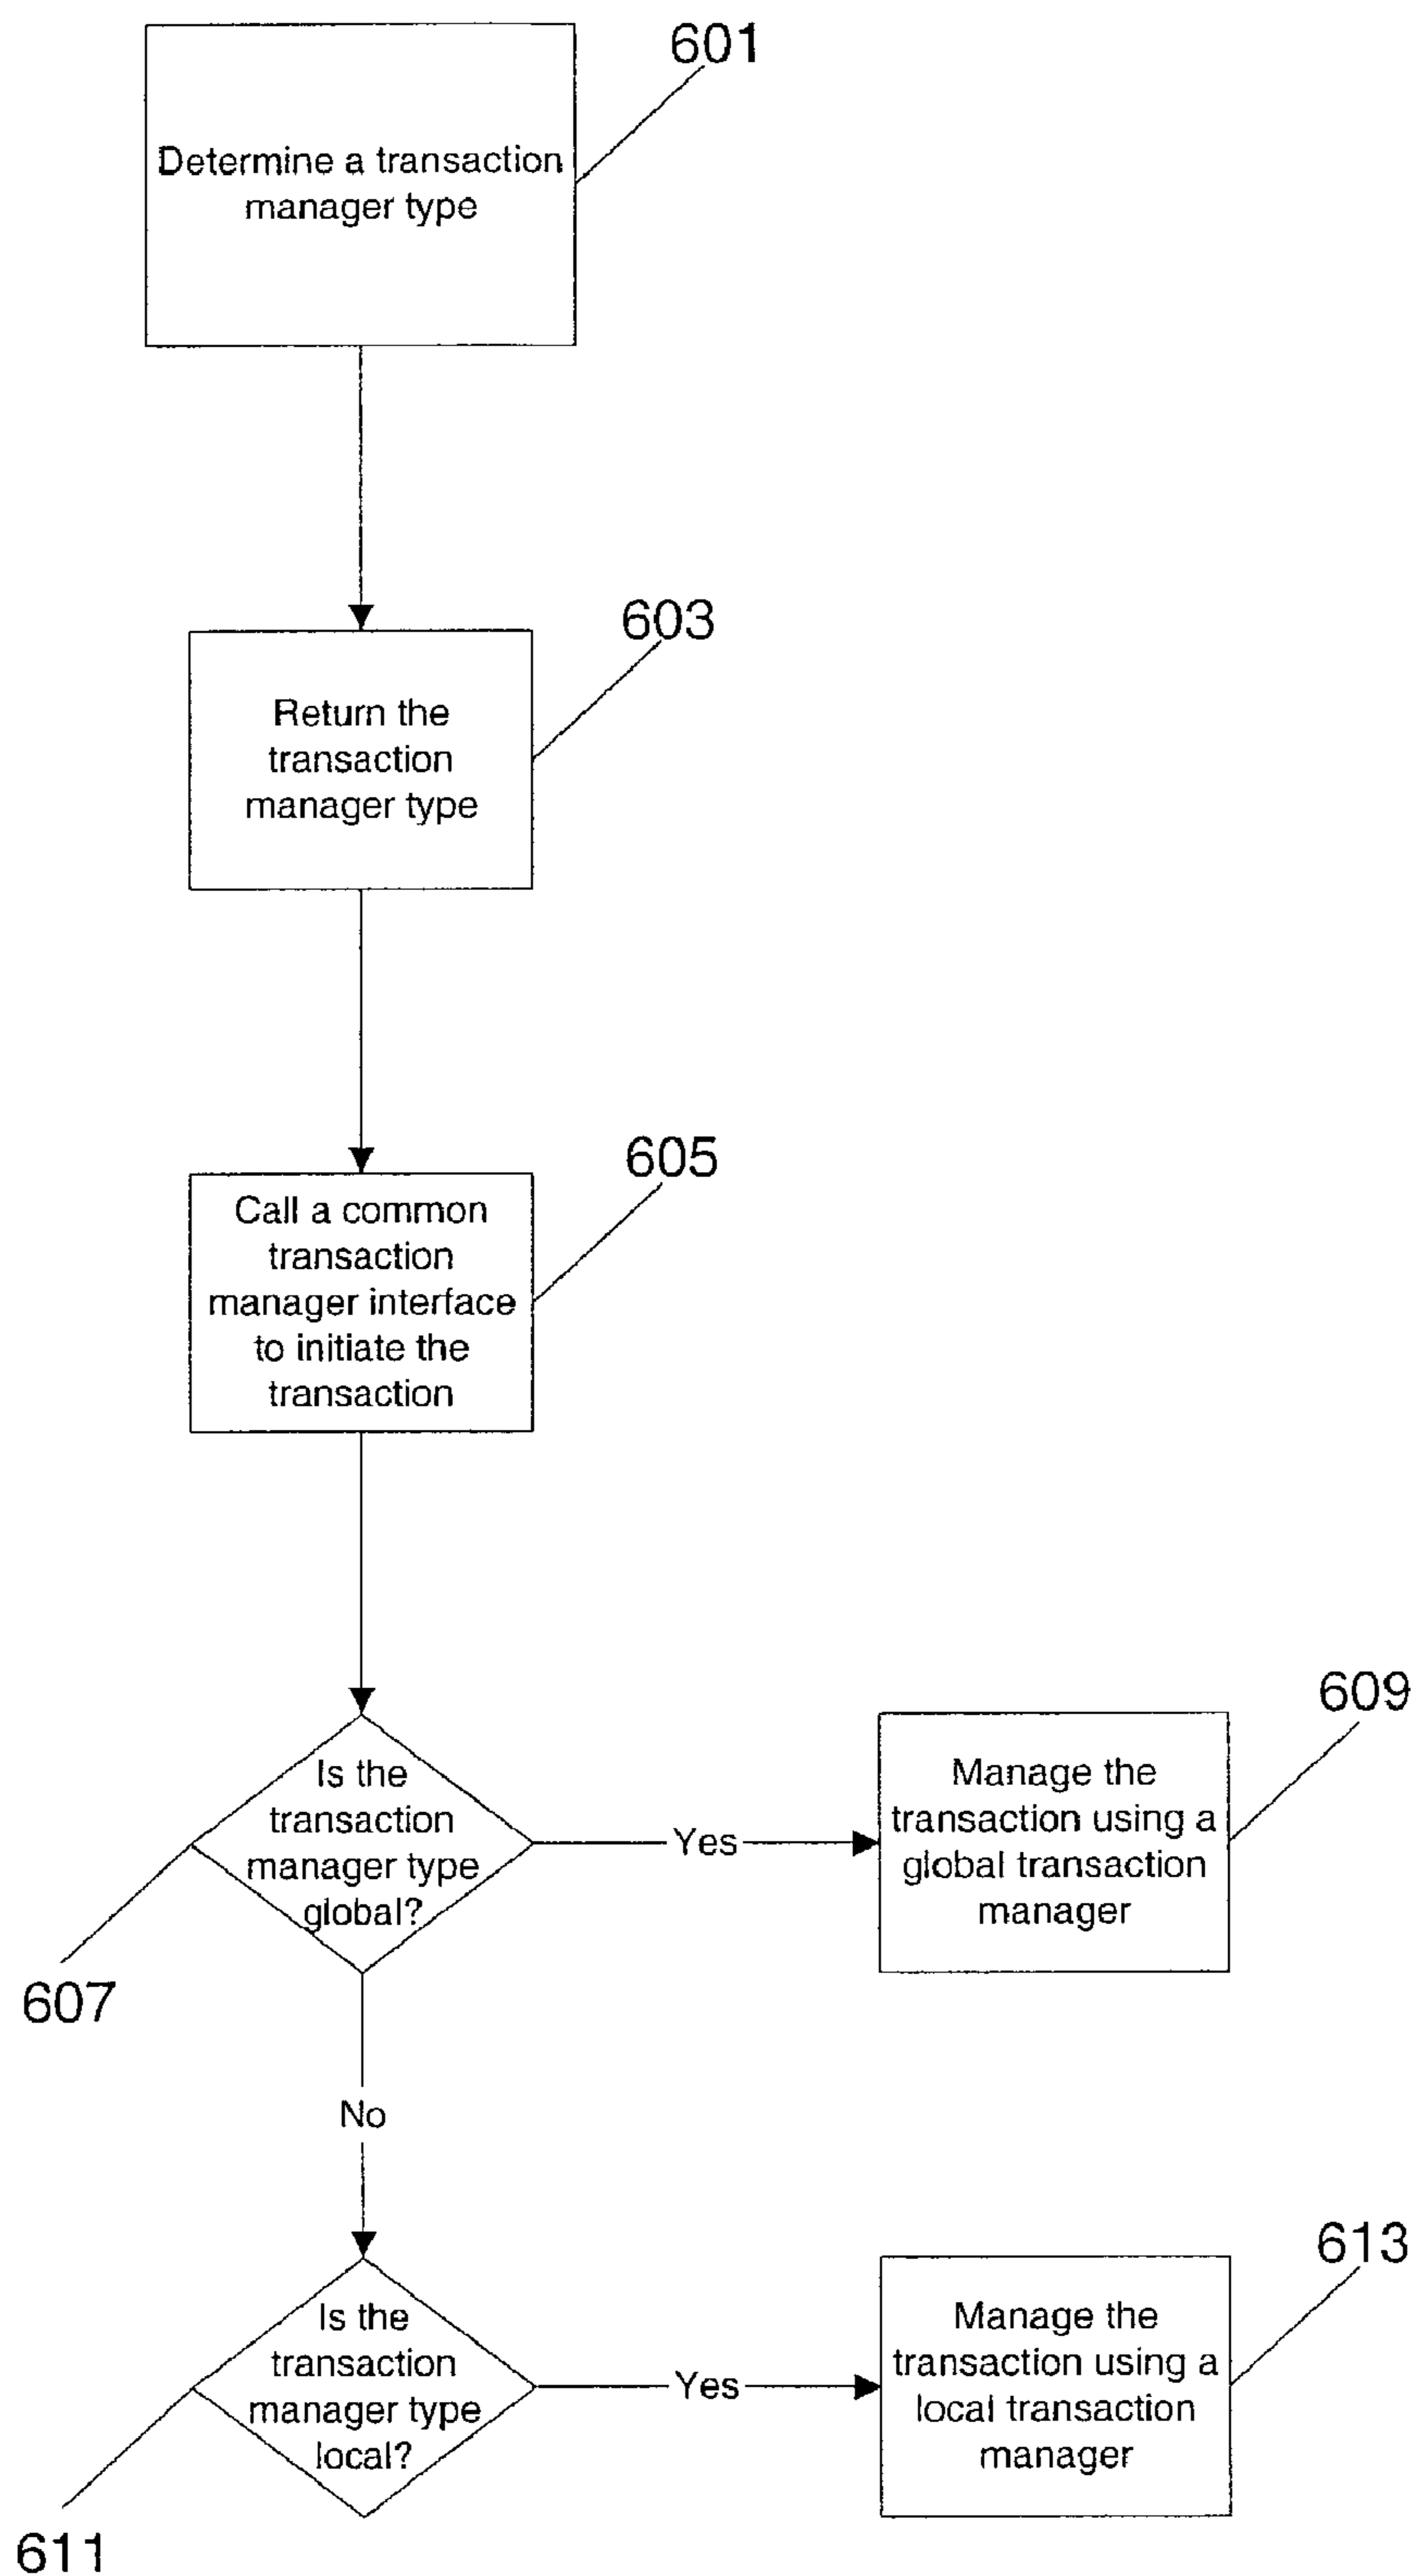 601
Determine a transaction
manager type
603
Return the
transaction
manager type
605
Call a common
transaction
manager interface
to initiate the
transaction
609
Is the
transaction
manager type
global?
Yes
Manage the
transaction using a
global transaction
manager
607
No
613
Is the
transaction
manager type
local?
Yes
Manage the
transaction using a
local transaction
manager
611